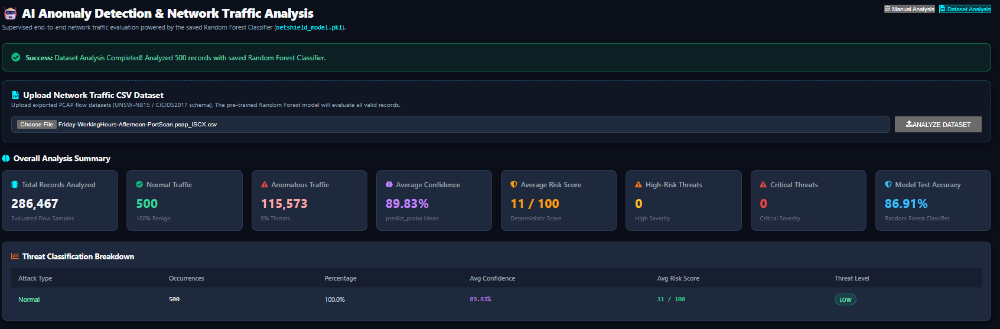 AI Anomaly Detection & Network Traffic Analysis
Manual Analysis
Dataset Analysis
Supervised end-to-end network traffic evaluation powered by the saved Random Forest Classifier (netshield_model.pkl).
Success: Dataset Analysis Completed! Analyzed 500 records with saved Random Forest Classifier.
Upload Network Traffic CSV Dataset
Upload exported PCAP flow datasets (UNSW-NB15 / CICIDS2017 schema). The pre-trained Random Forest model will evaluate all valid records.
Choose File Friday-WorkingHours-Afternoon-PortScan.pcap_ISCX.csv
ANALYZE DATASET
Overall Analysis Summary
Total Records Analyzed
286,467
Evaluated Flow Samples
Normal Traffic
500
100% Benign
Anomalous Traffic
115,573
0% Threats
Average Confidence
89.83%
predict_proba Mean
Average Risk Score
11 / 100
Deterministic Score
High-Risk Threats
0
High Severity
Critical Threats
0
Critical Severity
Model Test Accuracy
86.91%
Random Forest Classifier
Threat Classification Breakdown
Attack Type Occurrences Percentage Avg Confidence Avg Risk Score Threat Level
Normal 500 100.0% 89.83% 11 / 100 LOW